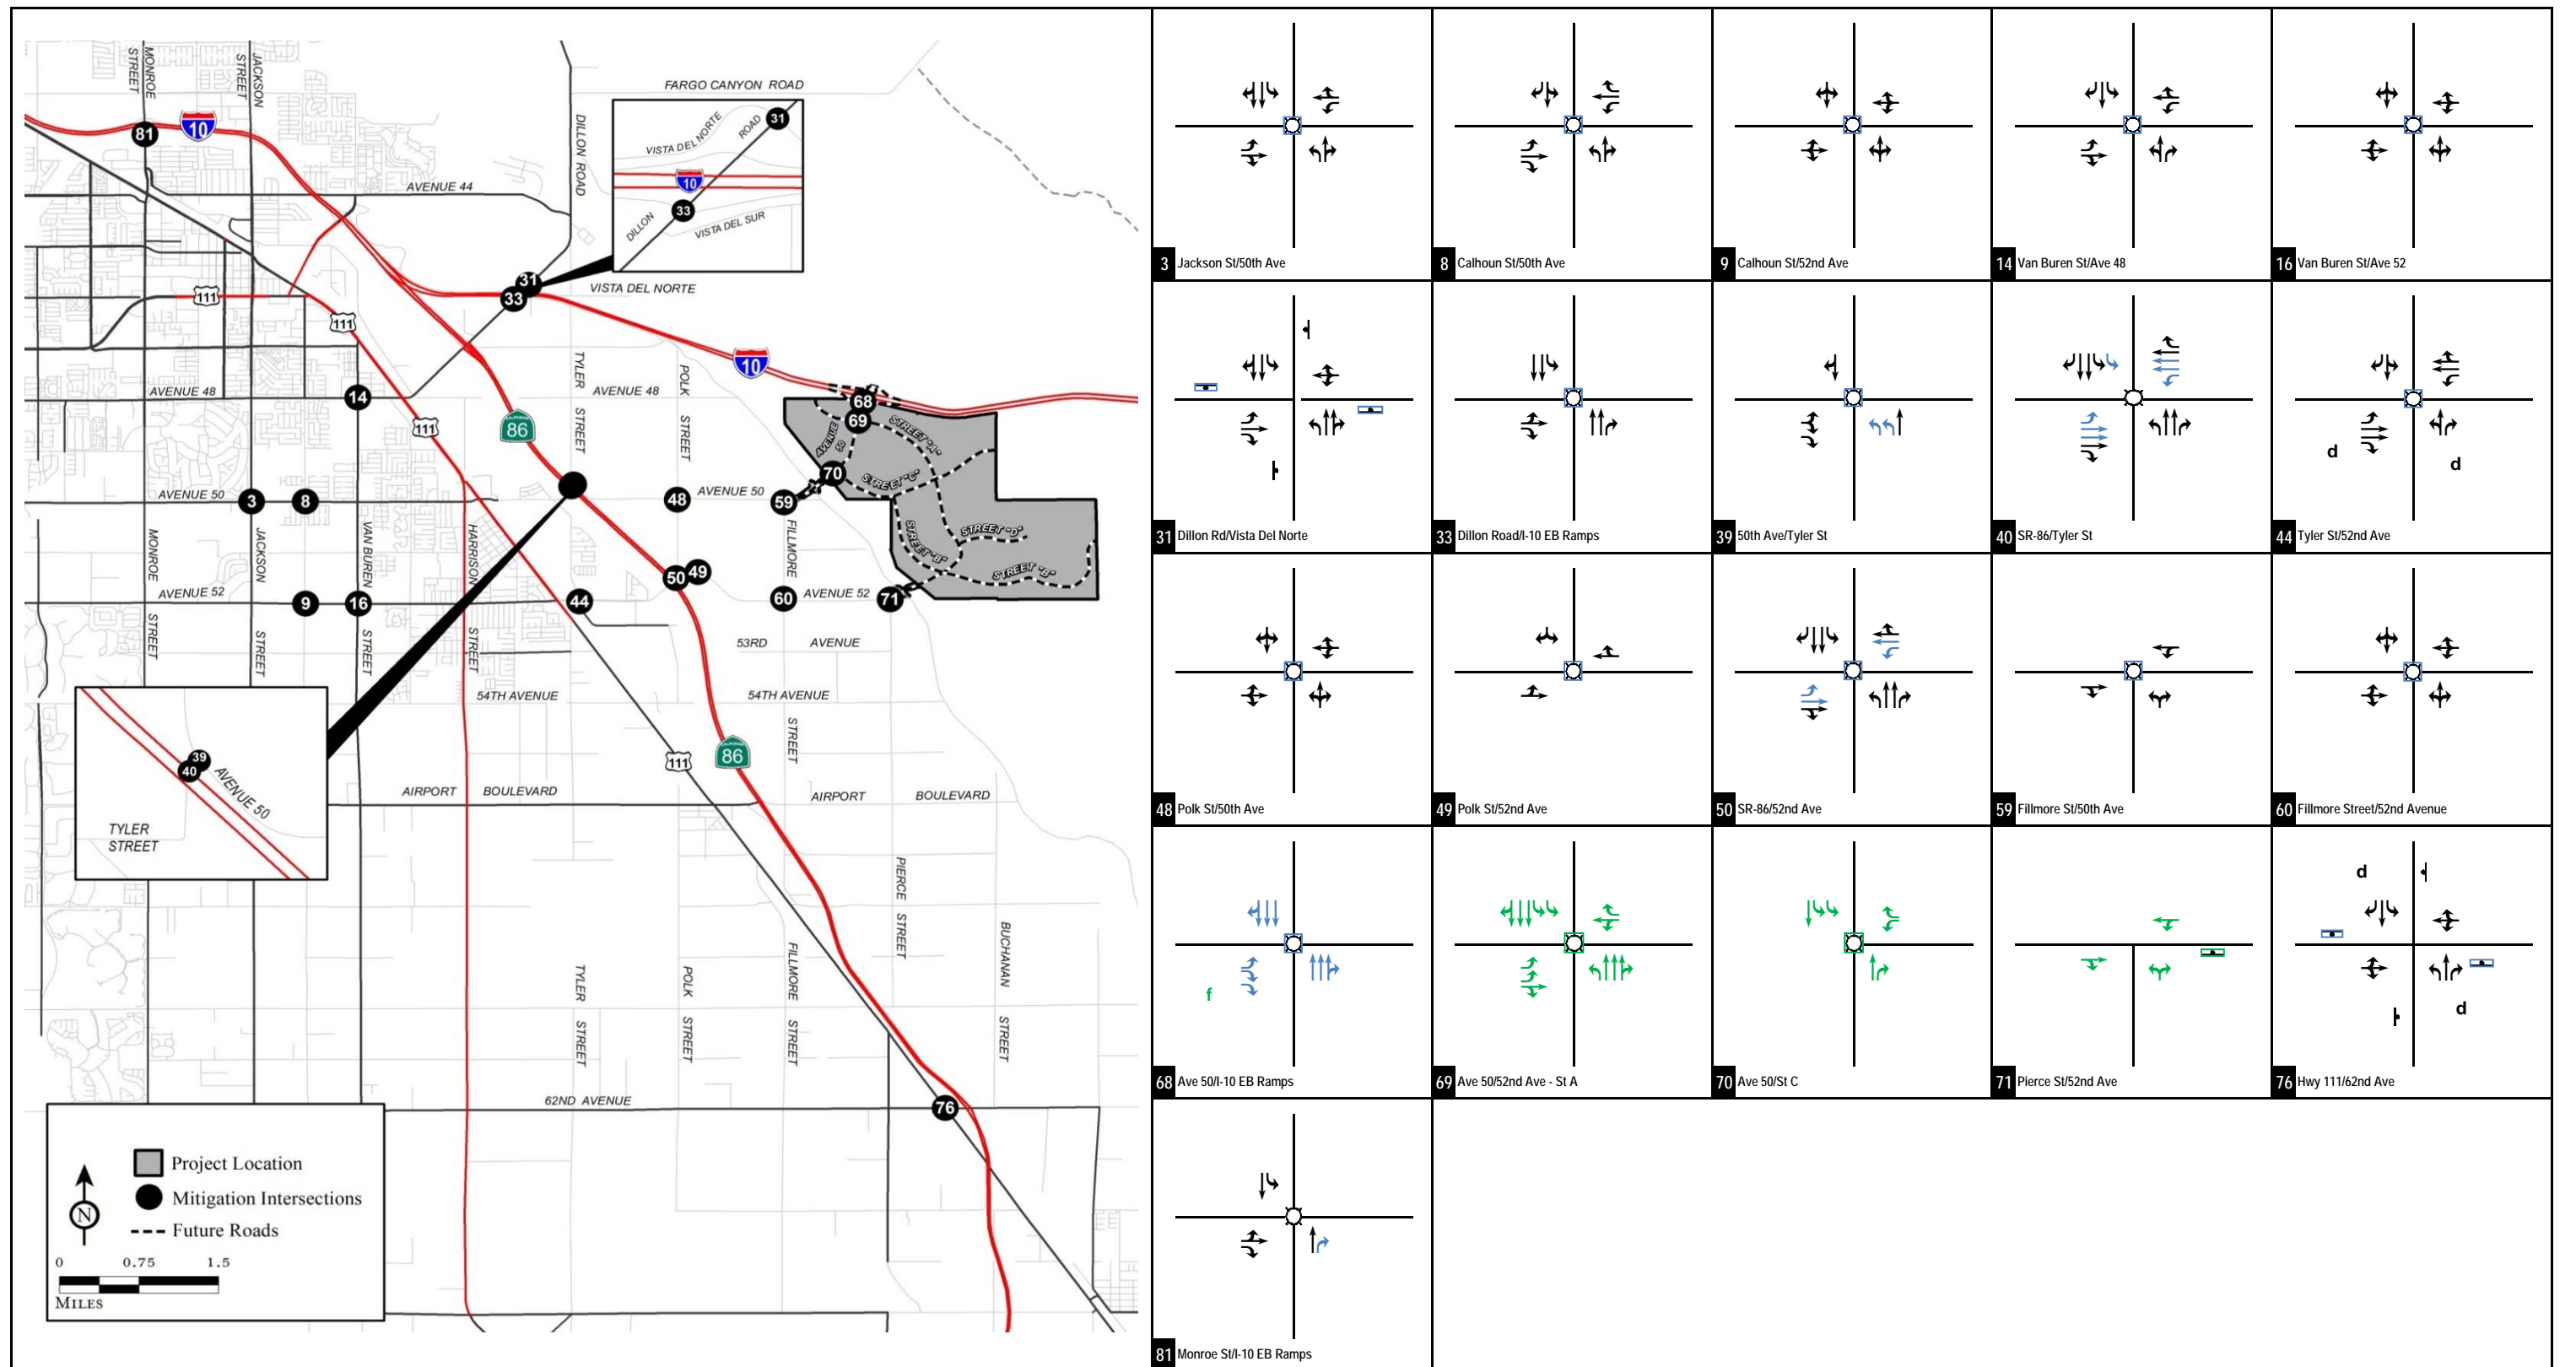 MONROE STREET
JACKSON STREET
FARGO CANYON ROAD
81
10
DILLON ROAD
31
VISTA DEL NORTE
ROAD
10
33
DILLON
VISTA DEL SUR
AVENUE 44
31
33
VISTA DEL NORTE
111
111
10
TYLER STREET
POLK STREET
AVENUE 48
AVENUE 48
14
111
86
68
69
AVENUE 50
STREET "A"
70
STREET "C"
AVENUE 50
3
8
48
AVENUE 50
59
MONROE STREET
JACKSON STREET
VAN BUREN STREET
HARRISON STREET
FILLMORE STREET
STREET "D"
STREET "B"
STREET "B"
50
49
AVENUE 52
9
16
44
60
AVENUE 52
71
53RD AVENUE
54TH AVENUE
54TH AVENUE
39
40
AVENUE 50
TYLER
STREET
111
86
AIRPORT BOULEVARD
AIRPORT BOULEVARD
PIERCE STREET
BUCHANAN STREET
TYLER STREET
POLK STREET
FILLMORE STREET
62ND AVENUE
76
Project Location
Mitigation Intersections
Future Roads
N
0 0.75 1.5
MILES
3 Jackson St/50th Ave
8 Calhoun St/50th Ave
9 Calhoun St/52nd Ave
14 Van Buren St/Ave 48
16 Van Buren St/Ave 52
31 Dillon Rd/Vista Del Norte
33 Dillon Road/I-10 EB Ramps
39 50th Ave/Tyler St
40 SR-86/Tyler St
d
d
44 Tyler St/52nd Ave
48 Polk St/50th Ave
49 Polk St/52nd Ave
50 SR-86/52nd Ave
59 Fillmore St/50th Ave
60 Fillmore Street/52nd Avenue
f
68 Ave 50/I-10 EB Ramps
69 Ave 50/52nd Ave - St A
70 Ave 50/St C
71 Pierce St/52nd Ave
d
d
76 Hwy 111/62nd Ave
81 Monroe St/I-10 EB Ramps